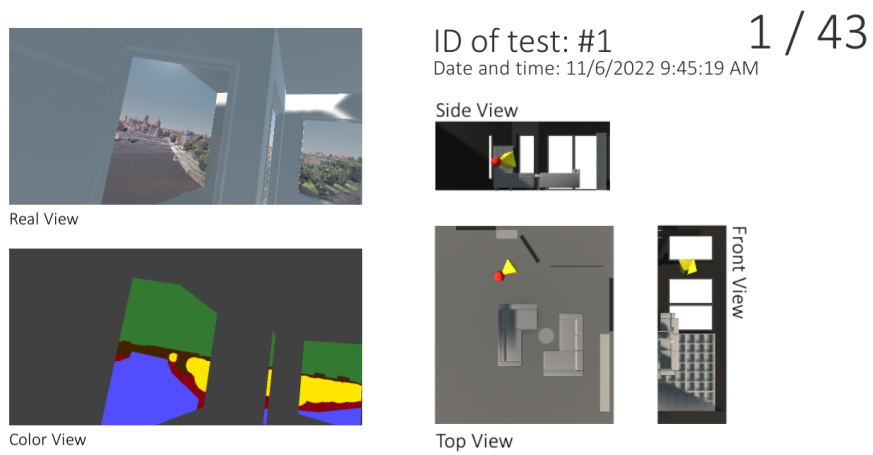 ID of test: #1
1 / 43
Date and time: 11/6/2022 9:45:19 AM
Side View
Real View
Front View
Color View
Top View